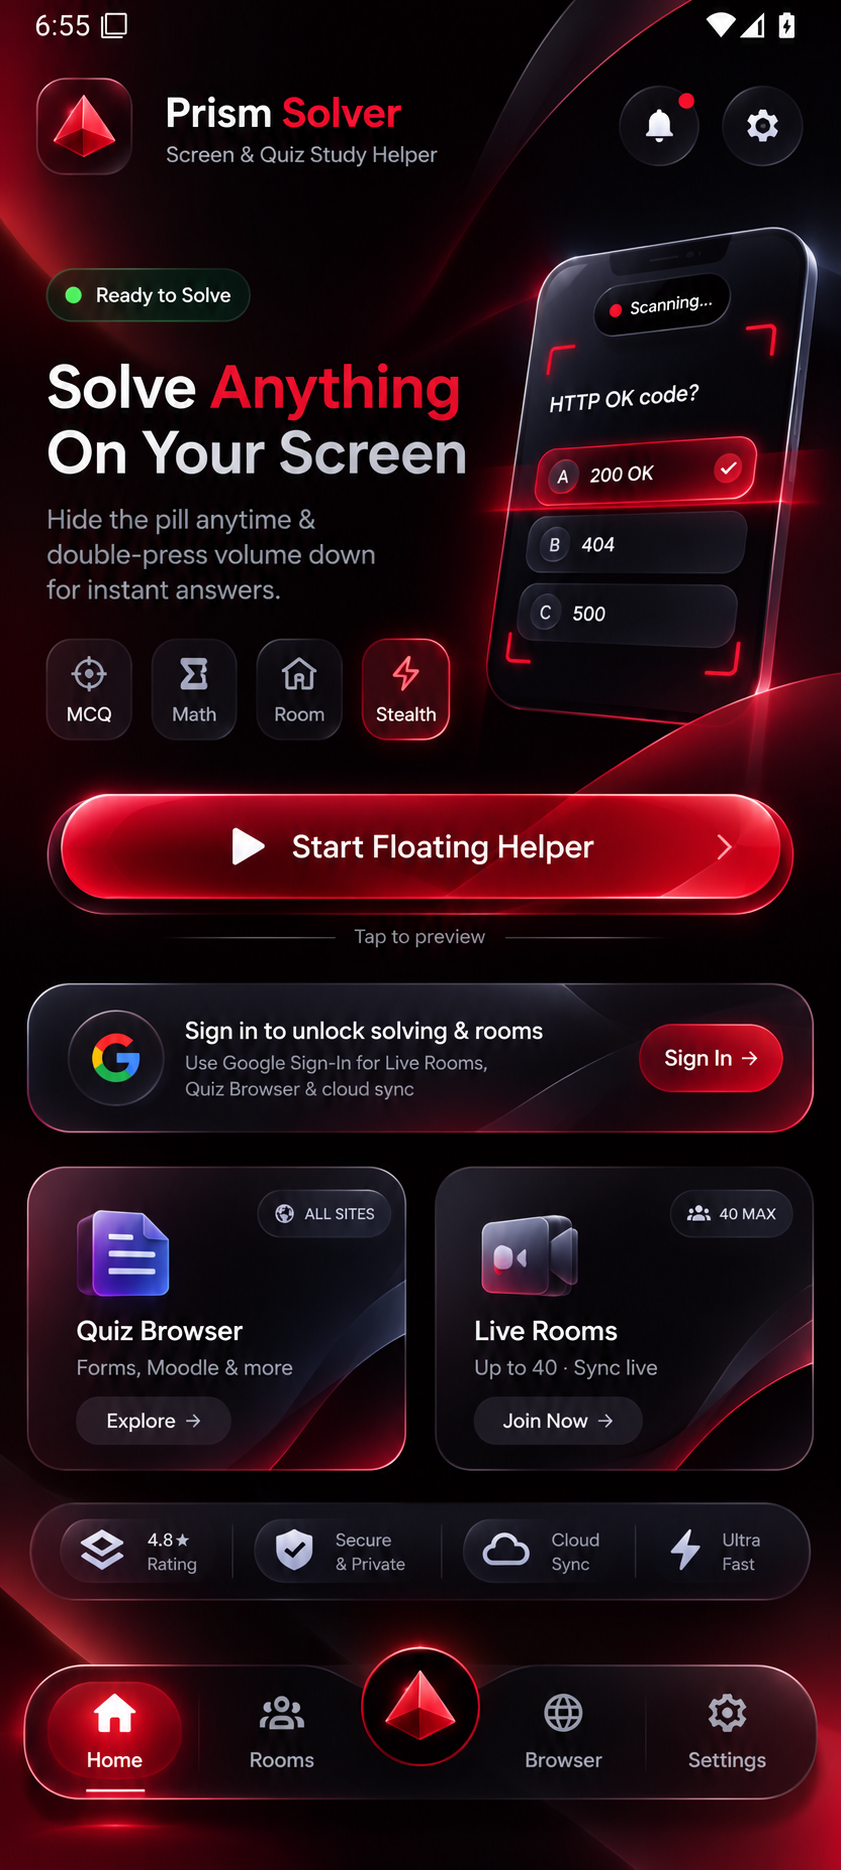 6:55
Prism Solver
Screen & Quiz Study Helper
Ready to Solve
Solve Anything
On Your Screen
Hide the pill anytime &
double-press volume down
for instant answers.
Scanning...
HTTP OK code?
A 200 OK
B 404
C 500
MCQ
Math
Room
Stealth
Start Floating Helper
Tap to preview
Sign in to unlock solving & rooms
Use Google Sign-In for Live Rooms,
Quiz Browser & cloud sync
Sign In →
ALL SITES
Quiz Browser
Forms, Moodle & more
Explore →
40 MAX
Live Rooms
Up to 40 · Sync live
Join Now →
4.8★
Rating
Secure
& Private
Cloud
Sync
Ultra
Fast
Home
Rooms
Browser
Settings